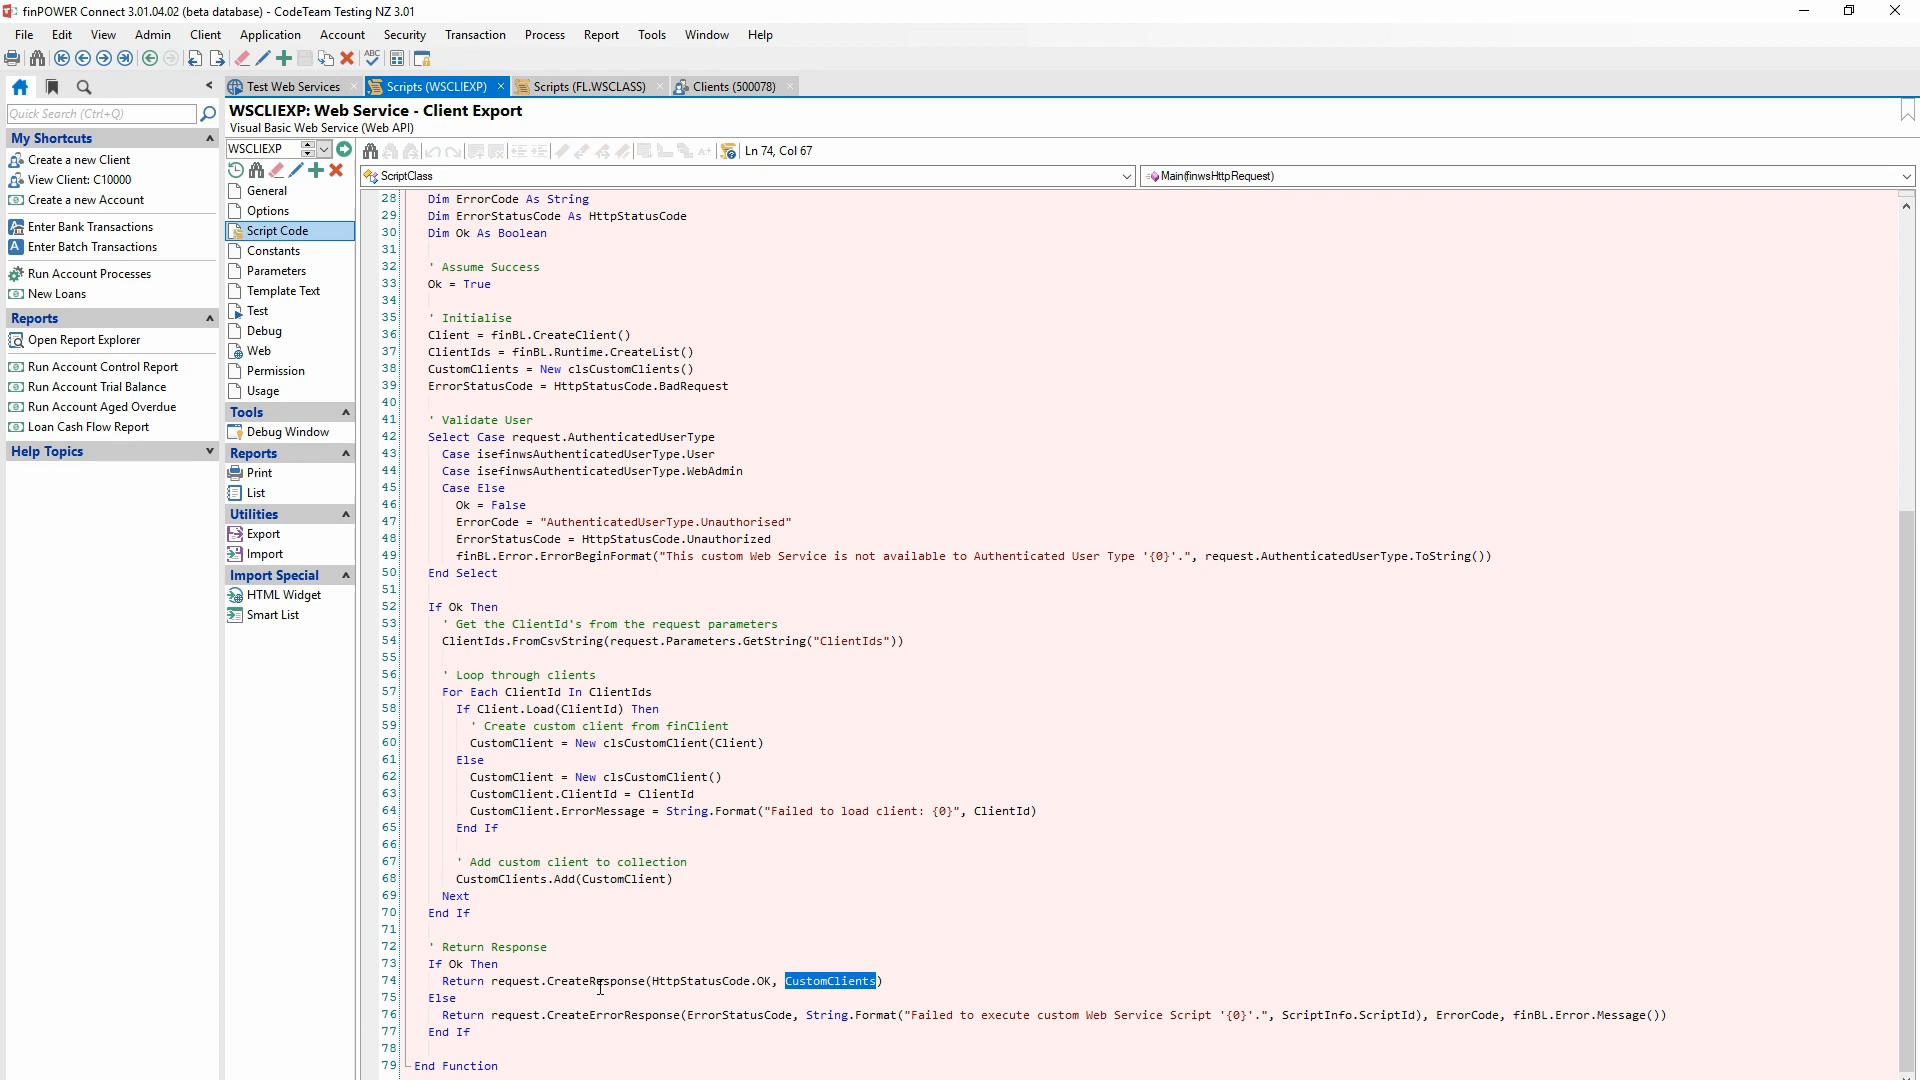 finPOWER Connect 3.01.04.02 (beta database) - CodeTeam Testing NZ 3.01
File Edit View Admin Client Application Account Security Transaction Process Report Tools Window Help
Test Web Services Scripts (WSCLIEXP) Scripts (FL.WSCLASS) Clients (500078)
Quick Search (Ctrl+Q)
My Shortcuts
Create a new Client
View Client: C10000
Create a new Account
Enter Bank Transactions
Enter Batch Transactions
Run Account Processes
New Loans
Reports
Open Report Explorer
Run Account Control Report
Run Account Trial Balance
Run Account Aged Overdue
Loan Cash Flow Report
Help Topics
WSCLIEXP: Web Service - Client Export
Visual Basic Web Service (Web API)
WSCLIEXP
General
Options
Script Code
Constants
Parameters
Template Text
Test
Debug
Web
Permission
Usage
Tools
Debug Window
Reports
Print
List
Utilities
Export
Import
Import Special
HTML Widget
Smart List
Ln 74, Col 67
ScriptClass Main(finwsHttpRequest)
28 Dim ErrorCode As String
29 Dim ErrorStatusCode As HttpStatusCode
30 Dim Ok As Boolean
31
32 ' Assume Success
33 Ok = True
34
35 ' Initialise
36 Client = finBL.CreateClient()
37 ClientIds = finBL.Runtime.CreateList()
38 CustomClients = New clsCustomClients()
39 ErrorStatusCode = HttpStatusCode.BadRequest
40
41 ' Validate User
42 Select Case request.AuthenticatedUserType
43 Case isefinwsAuthenticatedUserType.User
44 Case isefinwsAuthenticatedUserType.WebAdmin
45 Case Else
46 Ok = False
47 ErrorCode = "AuthenticatedUserType.Unauthorised"
48 ErrorStatusCode = HttpStatusCode.Unauthorized
49 finBL.Error.ErrorBeginFormat("This custom Web Service is not available to Authenticated User Type '{0}'.", request.AuthenticatedUserType.ToString())
50 End Select
51
52 If Ok Then
53 ' Get the ClientId's from the request parameters
54 ClientIds.FromCsvString(request.Parameters.GetString("ClientIds"))
55
56 ' Loop through clients
57 For Each ClientId In ClientIds
58 If Client.Load(ClientId) Then
59 ' Create custom client from finClient
60 CustomClient = New clsCustomClient(Client)
61 Else
62 CustomClient = New clsCustomClient()
63 CustomClient.ClientId = ClientId
64 CustomClient.ErrorMessage = String.Format("Failed to load client: {0}", ClientId)
65 End If
66
67 ' Add custom client to collection
68 CustomClients.Add(CustomClient)
69 Next
70 End If
71
72 ' Return Response
73 If Ok Then
74 Return request.CreateResponse(HttpStatusCode.OK, CustomClients)
75 Else
76 Return request.CreateErrorResponse(ErrorStatusCode, String.Format("Failed to execute custom Web Service Script '{0}'.", ScriptInfo.ScriptId), ErrorCode, finBL.Error.Message())
77 End If
78
79 End Function